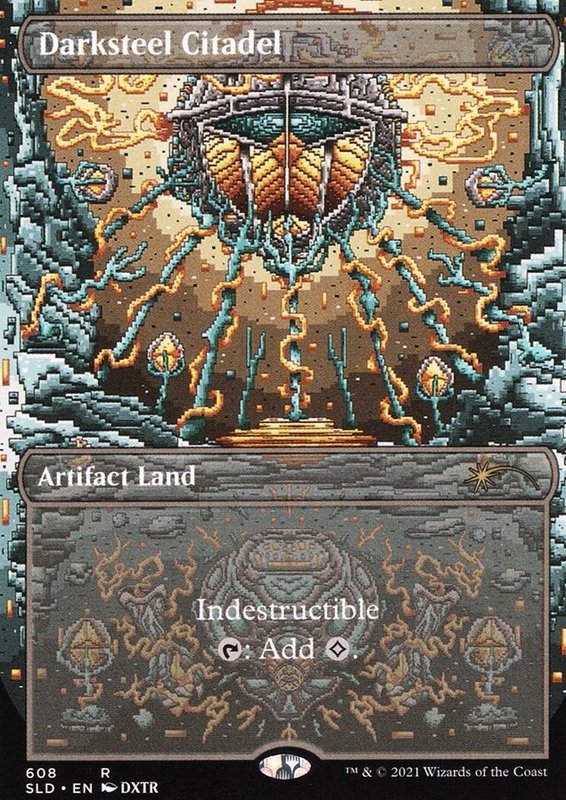 Darksteel Citadel
Artifact Land
Indestructible
: Add .
608 R
SLD • EN DXTR
™ & © 2021 Wizards of the Coast